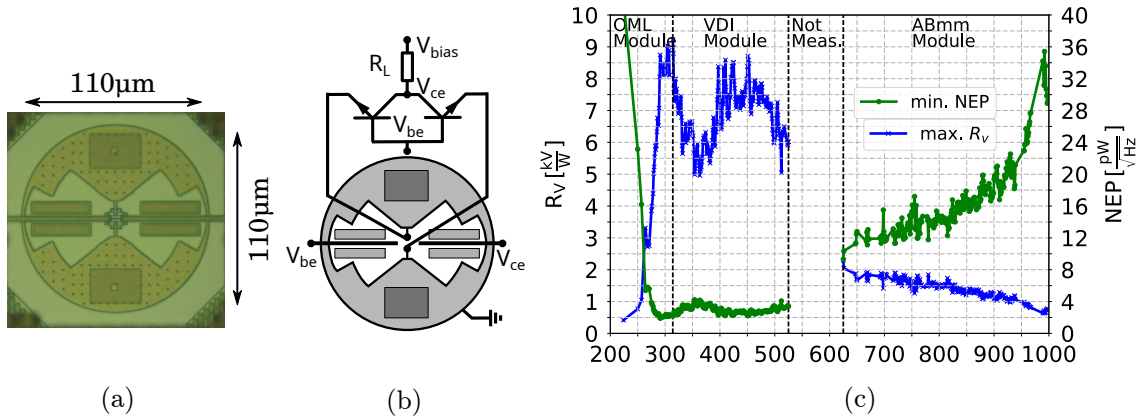 110µm
110µm
(a)
V_bias
R_L
V_ce
V_be
V_be
V_ce
(b)
OML Module
VDI Module
Not Meas.
ABmm Module
min. NEP
max. R_v
R_V [kV/W]
10
9
8
7
6
5
4
3
2
1
0
NEP [pW/√Hz]
40
36
32
28
24
20
16
12
8
4
0
200 300 400 500 600 700 800 900 1000
(c)